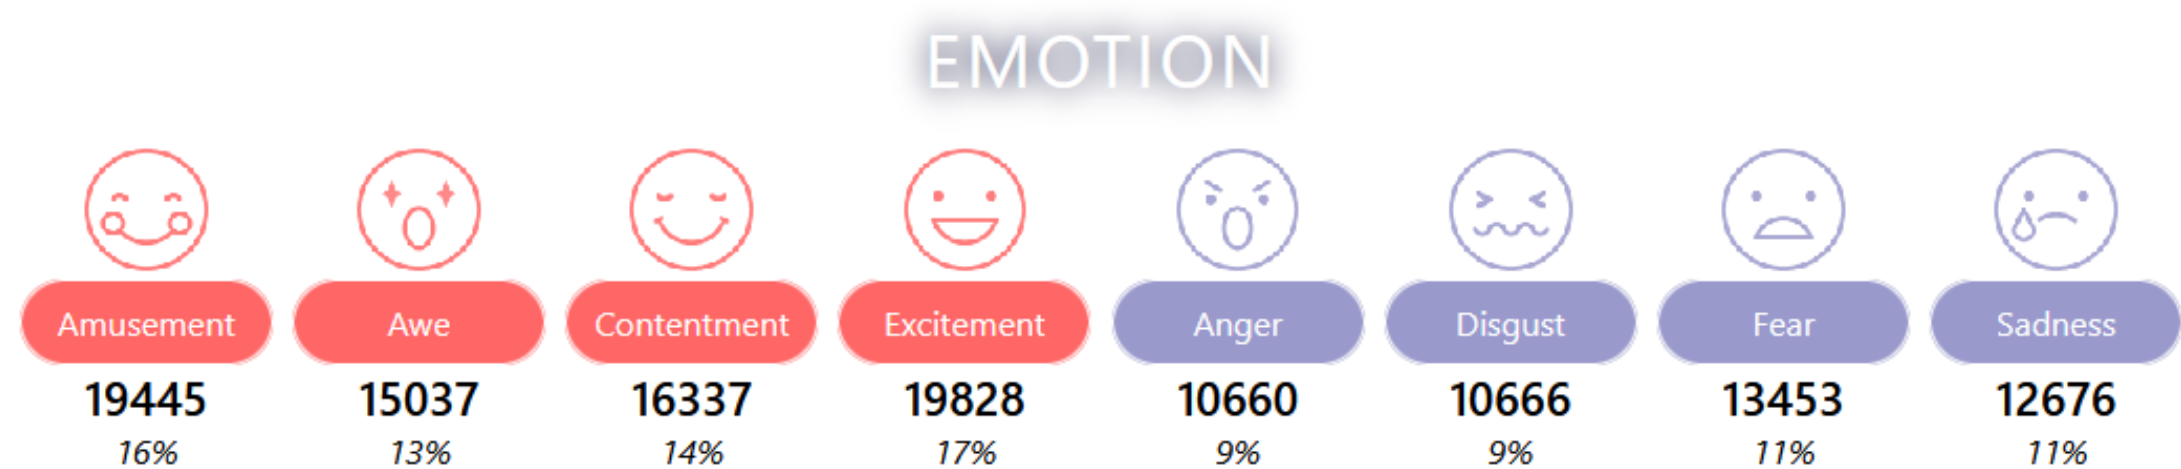 EMOTION
Amusement Awe Contentment Excitement Anger Disgust Fear Sadness
19445 15037 16337 19828 10660 10666 13453 12676
16% 13% 14% 17% 9% 9% 11% 11%